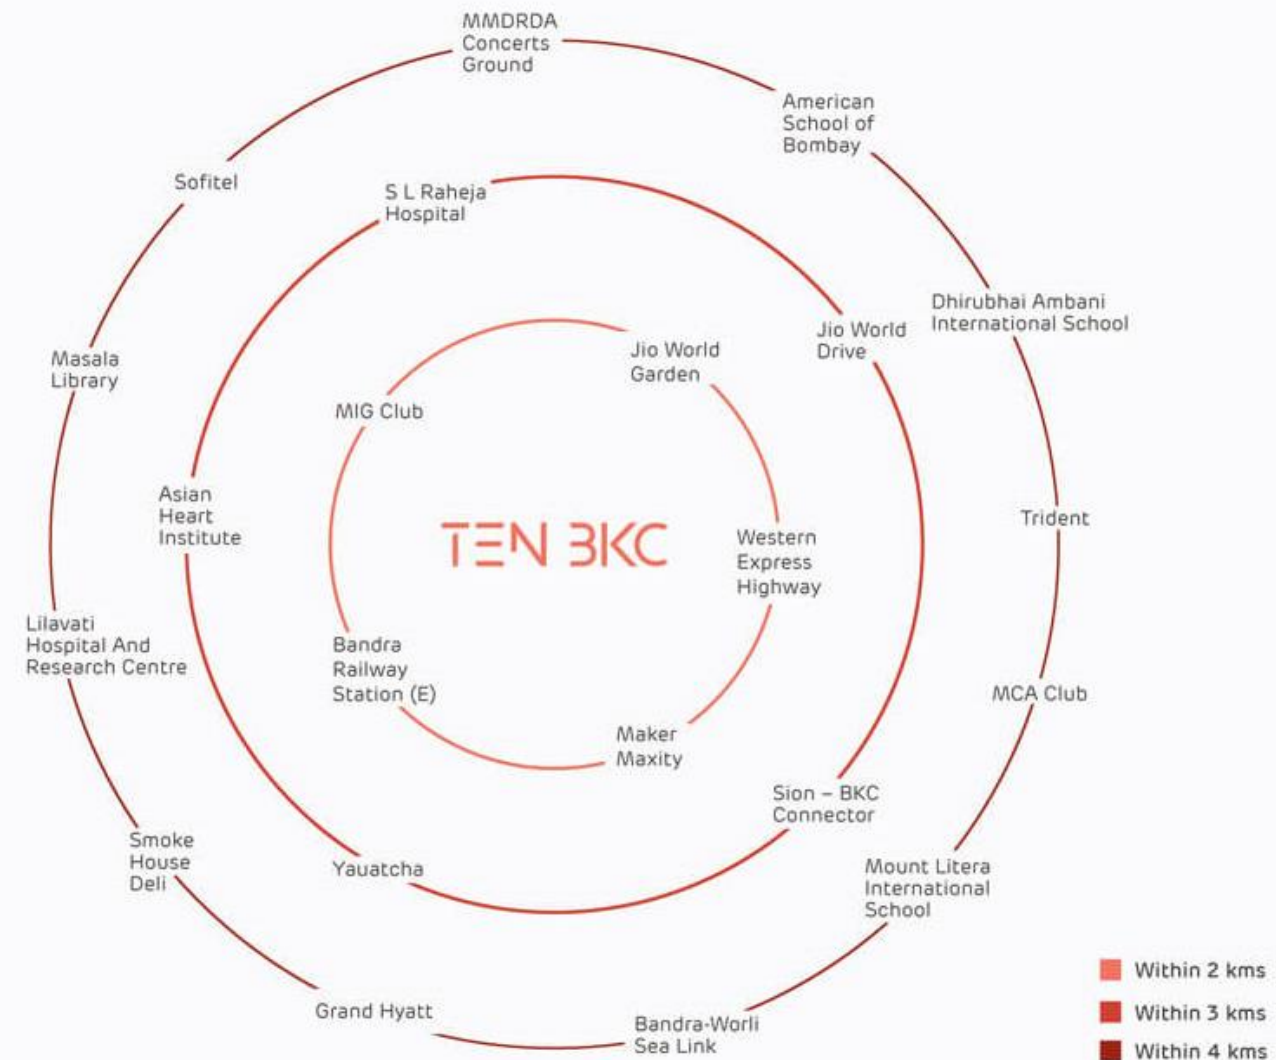 MMDRDA
Concerts
Ground
American
School of
Bombay
Sofitel
S L Raheja
Hospital
Dhirubhai Ambani
International School
Jio World
Drive
Jio World
Garden
Masala
Library
MIG Club
Asian
Heart
Institute
TEN BKC
Western
Express
Highway
Trident
Lilavati
Hospital And
Research Centre
Bandra
Railway
Station (E)
MCA Club
Maker
Maxity
Sion – BKC
Connector
Smoke
House
Deli
Yauatcha
Mount Litera
International
School
Grand Hyatt
Bandra-Worli
Sea Link
Within 2 kms
Within 3 kms
Within 4 kms